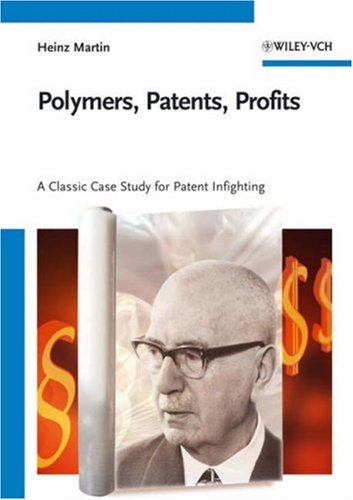 Heinz Martin
WILEY-VCH
Polymers, Patents, Profits
A Classic Case Study for Patent Infighting
§
$
§